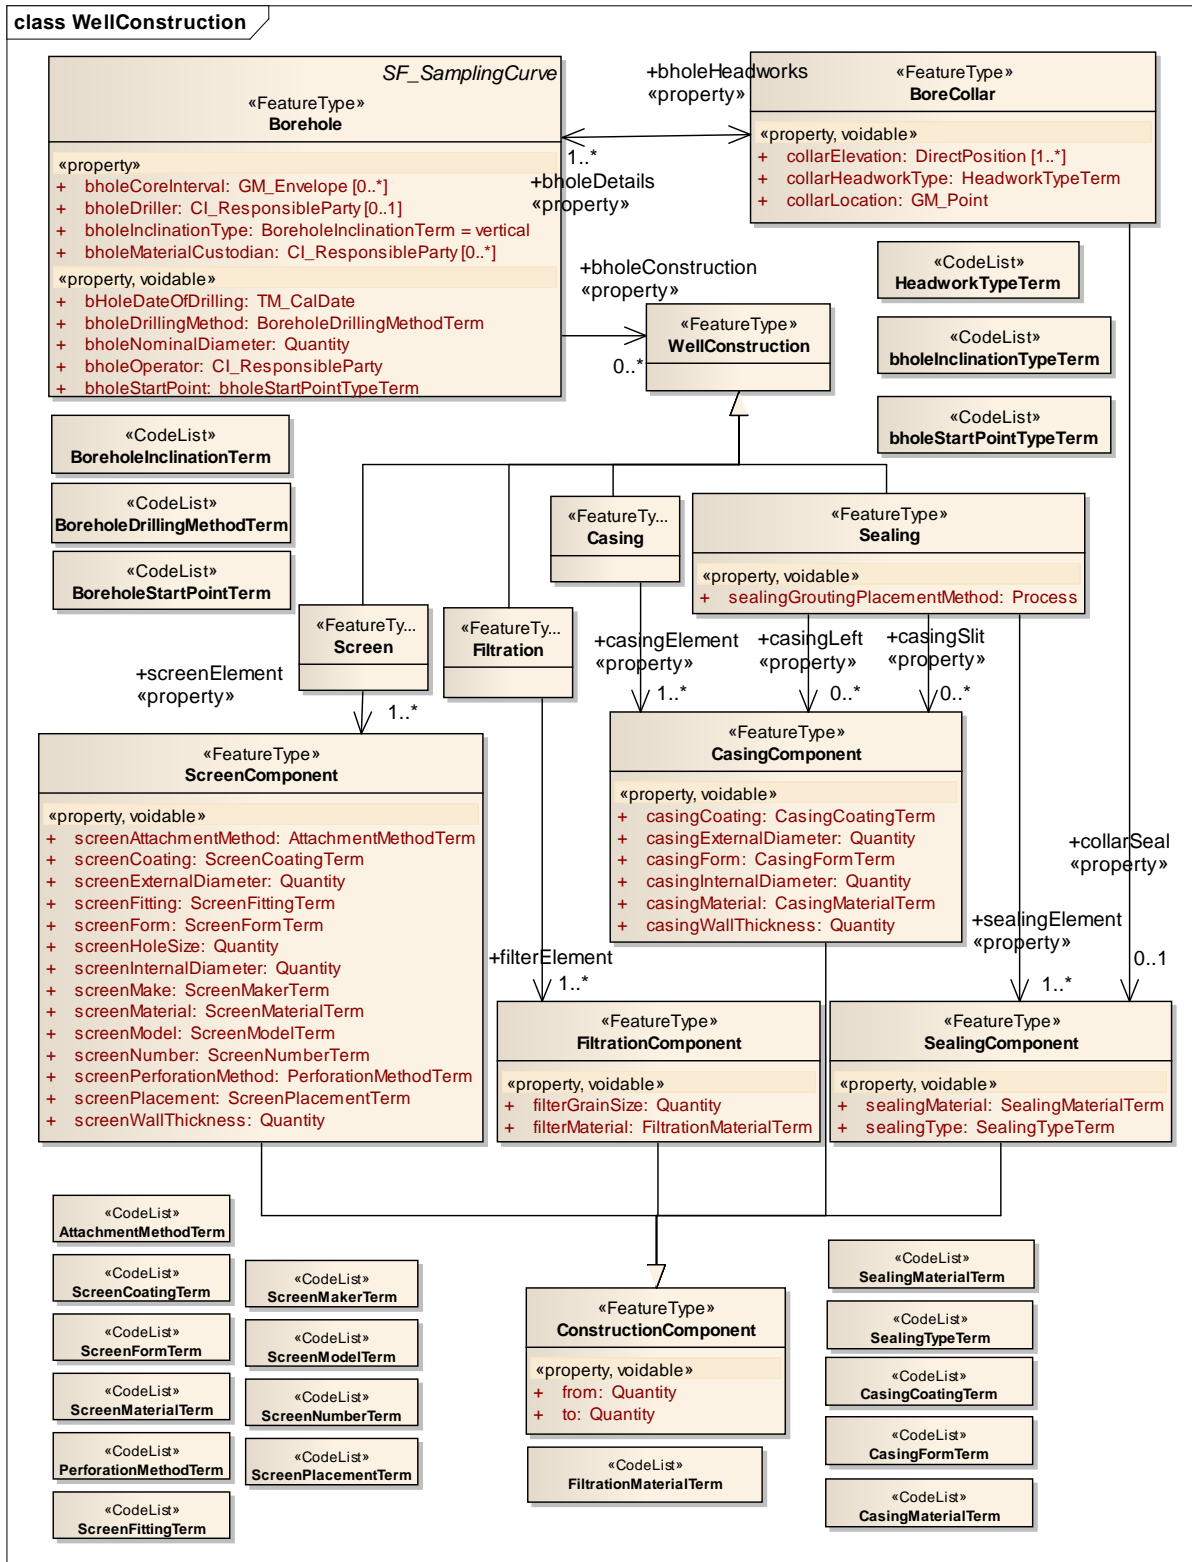 class WellConstruction
SF_SamplingCurve
«FeatureType»
Borehole
«property»
+ bholeCoreInterval: GM_Envelope [0..*]
+ bholeDriller: CI_ResponsibleParty [0..1]
+ bholeInclinationType: BoreholeInclinationTerm = vertical
+ bholeMaterialCustodian: CI_ResponsibleParty [0..*]
«property, voidable»
+ bHoleDateOfDrilling: TM_CalDate
+ bholeDrillingMethod: BoreholeDrillingMethodTerm
+ bholeNominalDiameter: Quantity
+ bholeOperator: CI_ResponsibleParty
+ bholeStartPoint: bholeStartPointTypeTerm
+bholeHeadworks
«property»
1..*
+bholeDetails
«property»
«FeatureType»
BoreCollar
«property, voidable»
+ collarElevation: DirectPosition [1..*]
+ collarHeadworkType: HeadworkTypeTerm
+ collarLocation: GM_Point
+bholeConstruction
«property»
0..*
«FeatureType»
WellConstruction
«CodeList»
HeadworkTypeTerm
«CodeList»
bholeInclinationTypeTerm
«CodeList»
bholeStartPointTypeTerm
«CodeList»
BoreholeInclinationTerm
«CodeList»
BoreholeDrillingMethodTerm
«CodeList»
BoreholeStartPointTerm
«FeatureTy...
Casing
«FeatureType»
Sealing
«property, voidable»
+ sealingGroutingPlacementMethod: Process
«FeatureTy...
Screen
«FeatureTy...
Filtration
+screenElement
«property»
1..*
+casingElement
«property»
1..*
+casingLeft
«property»
0..*
+casingSlit
«property»
0..*
«FeatureType»
ScreenComponent
«property, voidable»
+ screenAttachmentMethod: AttachmentMethodTerm
+ screenCoating: ScreenCoatingTerm
+ screenExternalDiameter: Quantity
+ screenFitting: ScreenFittingTerm
+ screenForm: ScreenFormTerm
+ screenHoleSize: Quantity
+ screenInternalDiameter: Quantity
+ screenMake: ScreenMakerTerm
+ screenMaterial: ScreenMaterialTerm
+ screenModel: ScreenModelTerm
+ screenNumber: ScreenNumberTerm
+ screenPerforationMethod: PerforationMethodTerm
+ screenPlacement: ScreenPlacementTerm
+ screenWallThickness: Quantity
«FeatureType»
CasingComponent
«property, voidable»
+ casingCoating: CasingCoatingTerm
+ casingExternalDiameter: Quantity
+ casingForm: CasingFormTerm
+ casingInternalDiameter: Quantity
+ casingMaterial: CasingMaterialTerm
+ casingWallThickness: Quantity
+collarSeal
«property»
0..1
+sealingElement
«property»
1..*
+filterElement
1..*
«FeatureType»
FiltrationComponent
«property, voidable»
+ filterGrainSize: Quantity
+ filterMaterial: FiltrationMaterialTerm
«FeatureType»
SealingComponent
«property, voidable»
+ sealingMaterial: SealingMaterialTerm
+ sealingType: SealingTypeTerm
«CodeList»
AttachmentMethodTerm
«CodeList»
ScreenCoatingTerm
«CodeList»
ScreenFormTerm
«CodeList»
ScreenMaterialTerm
«CodeList»
PerforationMethodTerm
«CodeList»
ScreenFittingTerm
«CodeList»
ScreenMakerTerm
«CodeList»
ScreenModelTerm
«CodeList»
ScreenNumberTerm
«CodeList»
ScreenPlacementTerm
«FeatureType»
ConstructionComponent
«property, voidable»
+ from: Quantity
+ to: Quantity
«CodeList»
FiltrationMaterialTerm
«CodeList»
SealingMaterialTerm
«CodeList»
SealingTypeTerm
«CodeList»
CasingCoatingTerm
«CodeList»
CasingFormTerm
«CodeList»
CasingMaterialTerm